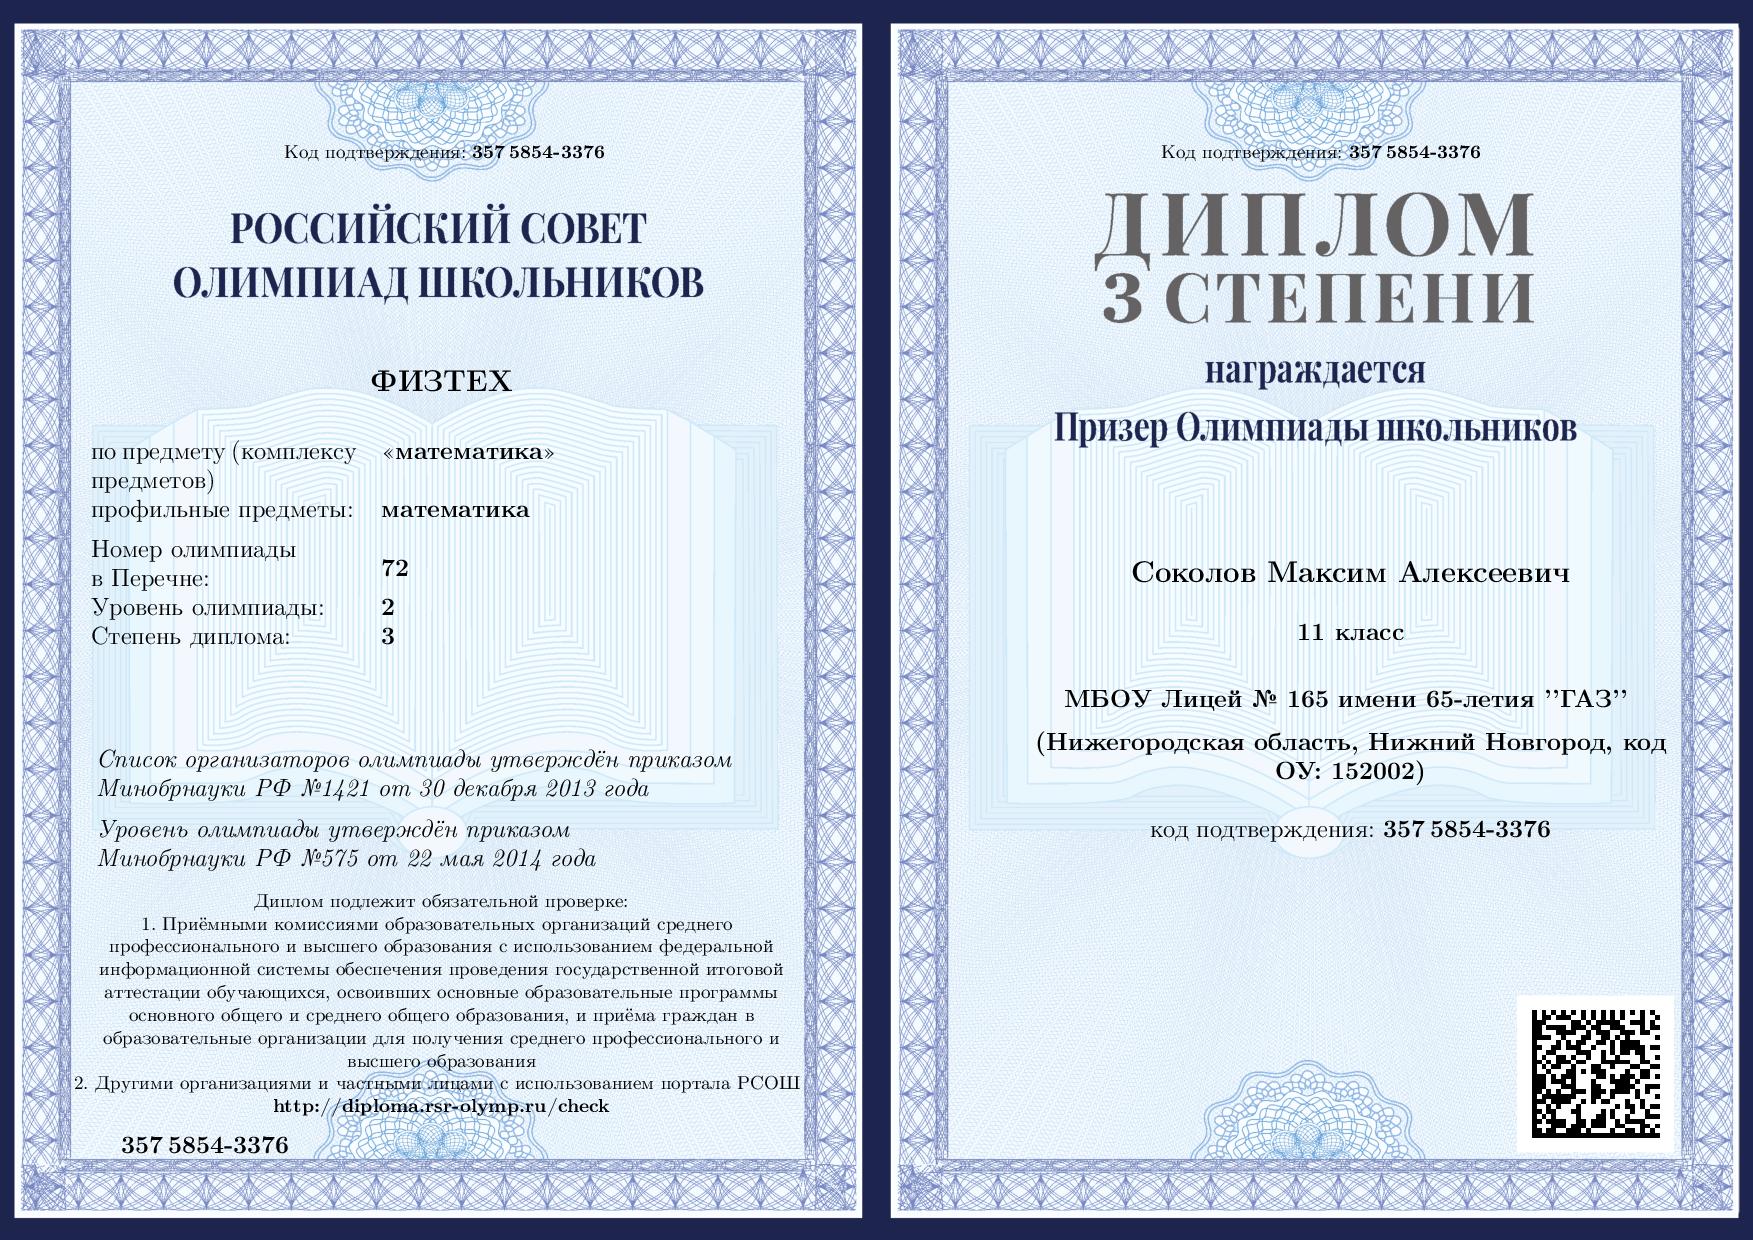 Код подтверждения: 357 5854-3376
РОССИЙСКИЙ СОВЕТ
ОЛИМПИАД ШКОЛЬНИКОВ
ФИЗТЕХ
по предмету (комплексу «математика»
предметов)
профильные предметы: математика
Номер олимпиады
в Перечне: 72
Уровень олимпиады: 2
Степень диплома: 3
Список организаторов олимпиады утверждён приказом
Минобрнауки РФ №1421 от 30 декабря 2013 года
Уровень олимпиады утверждён приказом
Минобрнауки РФ №575 от 22 мая 2014 года
Диплом подлежит обязательной проверке:
1. Приёмными комиссиями образовательных организаций среднего
профессионального и высшего образования с использованием федеральной
информационной системы обеспечения проведения государственной итоговой
аттестации обучающихся, освоивших основные образовательные программы
основного общего и среднего общего образования, и приёма граждан в
образовательные организации для получения среднего профессионального и
высшего образования
2. Другими организациями и частными лицами с использованием портала РСОШ
http://diploma.rsr-olymp.ru/check
357 5854-3376
Код подтверждения: 357 5854-3376
ДИПЛОМ
3 СТЕПЕНИ
награждается
Призер Олимпиады школьников
Соколов Максим Алексеевич
11 класс
МБОУ Лицей № 165 имени 65-летия ’’ГАЗ’’
(Нижегородская область, Нижний Новгород, код
ОУ: 152002)
код подтверждения: 357 5854-3376